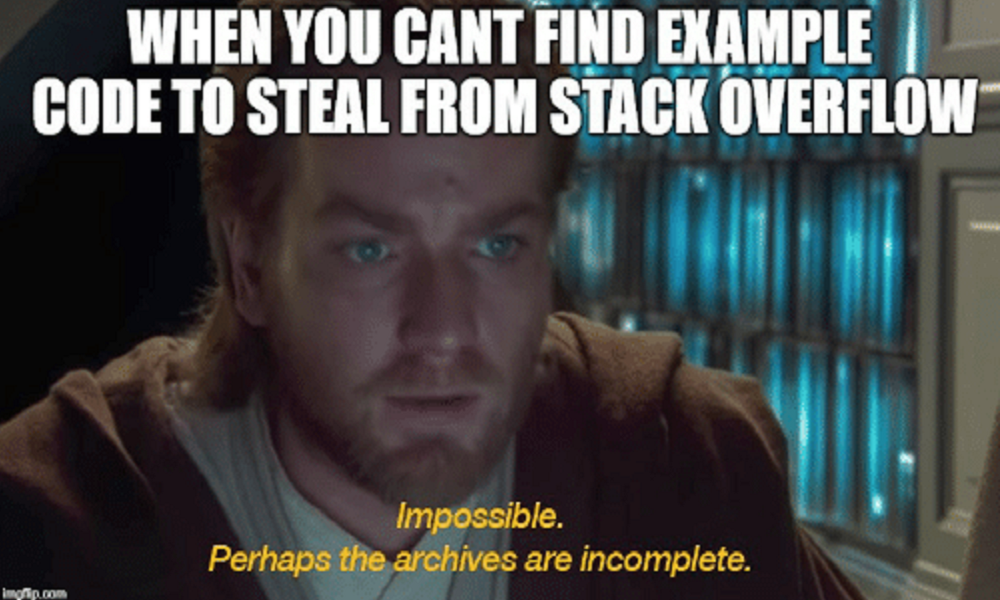 WHEN YOU CANT FIND EXAMPLE
CODE TO STEAL FROM STACK OVERFLOW
Impossible.
Perhaps the archives are incomplete.
imgflip.com